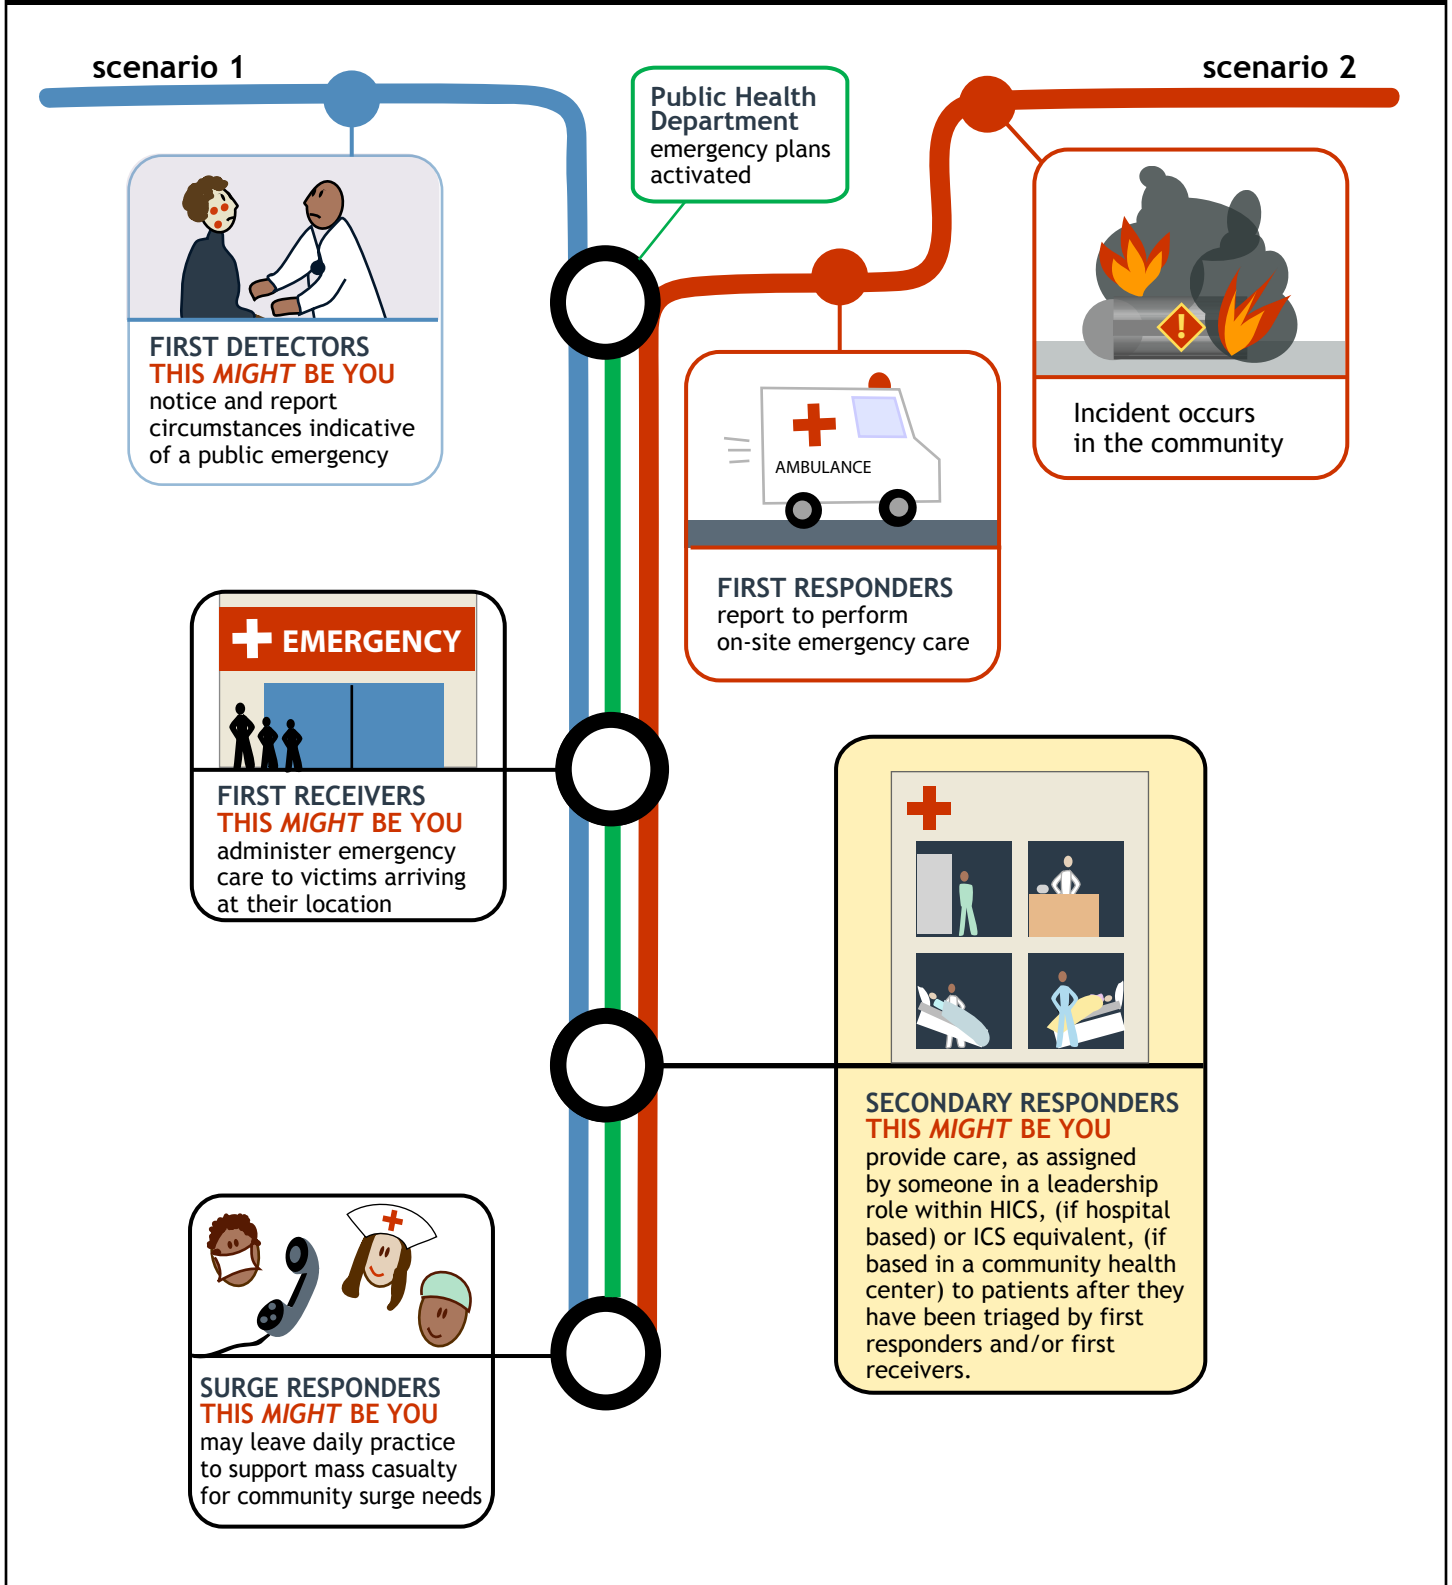 scenario 1
scenario 2
Public Health
Department
emergency plans
activated
FIRST DETECTORS
THIS MIGHT BE YOU
notice and report
circumstances indicative
of a public emergency
!
Incident occurs
in the community
AMBULANCE
FIRST RESPONDERS
report to perform
on-site emergency care
EMERGENCY
FIRST RECEIVERS
THIS MIGHT BE YOU
administer emergency
care to victims arriving
at their location
SECONDARY RESPONDERS
THIS MIGHT BE YOU
provide care, as assigned
by someone in a leadership
role within HICS, (if hospital
based) or ICS equivalent, (if
based in a community health
center) to patients after they
have been triaged by first
responders and/or first
receivers.
SURGE RESPONDERS
THIS MIGHT BE YOU
may leave daily practice
to support mass casualty
for community surge needs